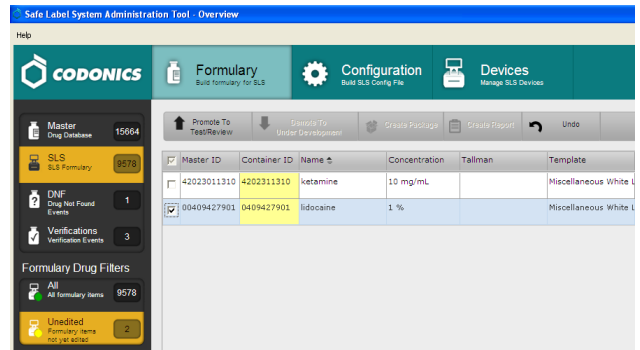 Safe Label System Administration Tool - Overview
Help
CODONICS
Formulary
Build formulary for SLS
Configuration
Build SLS Config File
Devices
Manage SLS Devices
Master
Drug Database
15664
SLS
SLS Formulary
9578
DNF
Drug Not Found
Events
1
Verifications
Verification Events
3
Formulary Drug Filters
All
All formulary items
9578
Unedited
Formulary items
not yet edited
2
Promote To
Test/Review
Demote To
Under Development
Create Package
Create Report
Undo
Master ID Container ID Name Concentration Tallman Template
42023011310 4202311310 ketamine 10 mg/mL Miscellaneous White L
00409427901 0409427901 lidocaine 1 % Miscellaneous White L